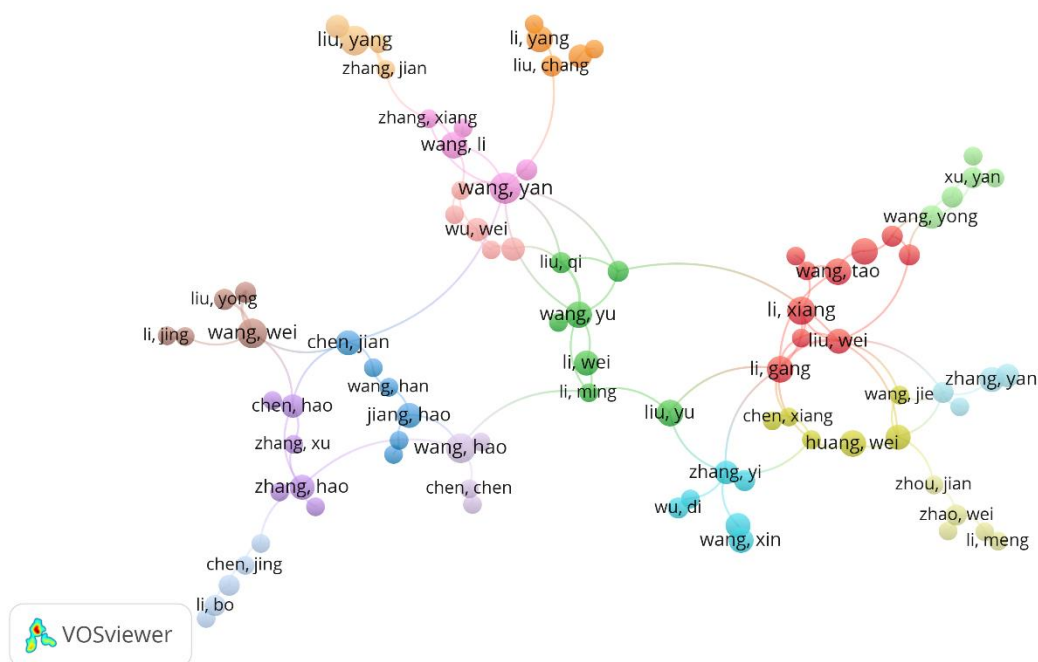 li, yang
liu, yang
liu, chang
zhang, jian
zhang, xiang
wang, li
xu, yan
wang, yan
wang, yong
wu, wei
liu, qi
wang, tao
liu, yong
li, xiang
wang, yu
li, jing
wang, wei
chen, jian
liu, wei
li, wei
li, gang
wang, han
li, ming
wang, jie
zhang, yan
chen, hao
jiang, hao
liu, yu
chen, xiang
zhang, xu
wang, hao
huang, wei
zhang, yi
zhang, hao
chen, chen
zhou, jian
wu, di
zhao, wei
wang, xin
li, meng
chen, jing
li, bo
VOSviewer